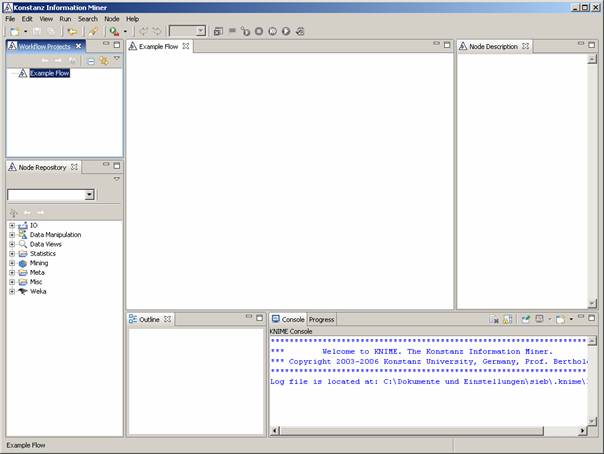 Konstanz Information Miner
File Edit View Run Search Node Help
Workflow Projects
Example Flow
Example Flow
Node Description
Node Repository
IO
Data Manipulation
Data Views
Statistics
Mining
Meta
Misc
Weka
Outline
Console Progress
KNIME Console
*** Welcome to KNIME. The Konstanz Information Miner.
*** Copyright 2003-2006 Konstanz University, Germany, Prof. Berthol
Log file is located at: C:\Dokumente und Einstellungen\sieb\.knime\
Example Flow